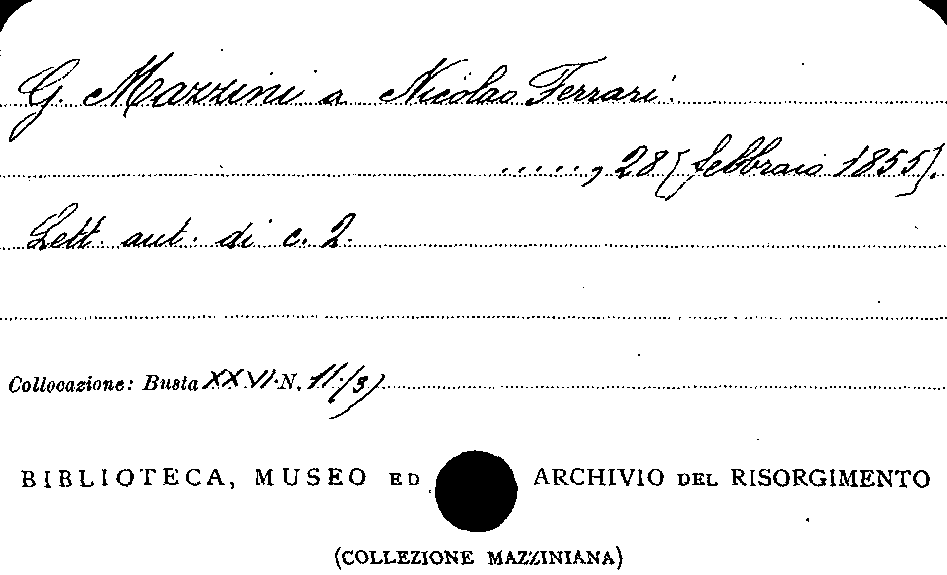 G. Mazzini a Nicolao Ferrari.
....., 28 [febbraio 1855].
Lett. aut. di c. 2.
Collocazione: Busta XXVI N. 11(3)
BIBLIOTECA, MUSEO ED ARCHIVIO DEL RISORGIMENTO
(COLLEZIONE MAZZINIANA)